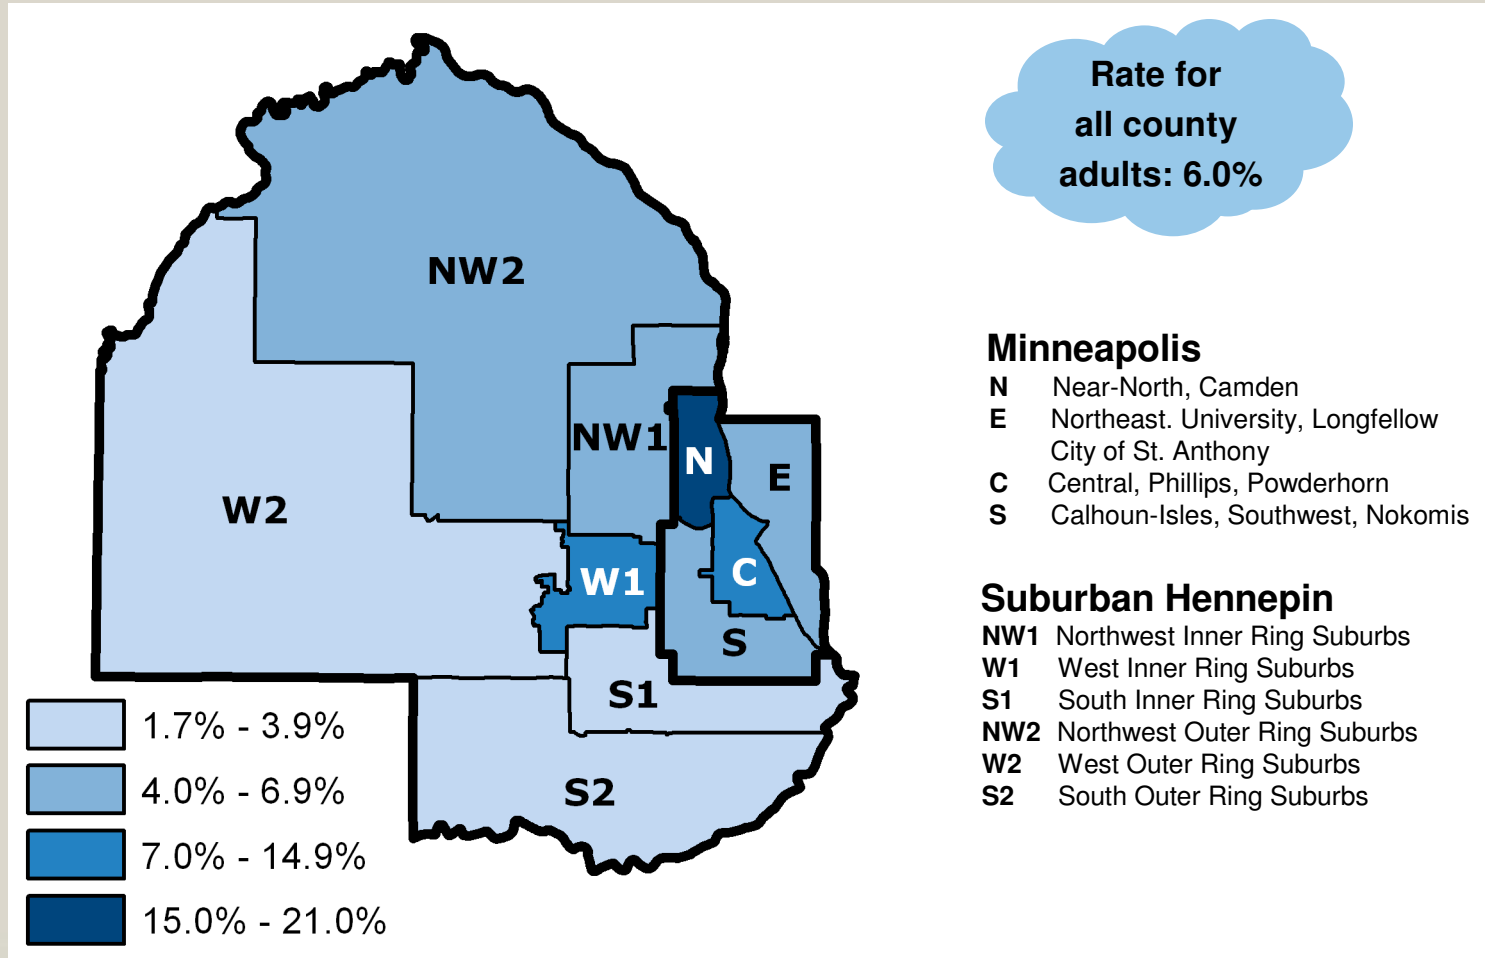 Rate for
all county
adults: 6.0%
NW2
NW1
N
E
W2
W1
C
S
S1
S2
1.7% - 3.9%
4.0% - 6.9%
7.0% - 14.9%
15.0% - 21.0%
Minneapolis
N Near-North, Camden
E Northeast. University, Longfellow
City of St. Anthony
C Central, Phillips, Powderhorn
S Calhoun-Isles, Southwest, Nokomis
Suburban Hennepin
NW1 Northwest Inner Ring Suburbs
W1 West Inner Ring Suburbs
S1 South Inner Ring Suburbs
NW2 Northwest Outer Ring Suburbs
W2 West Outer Ring Suburbs
S2 South Outer Ring Suburbs